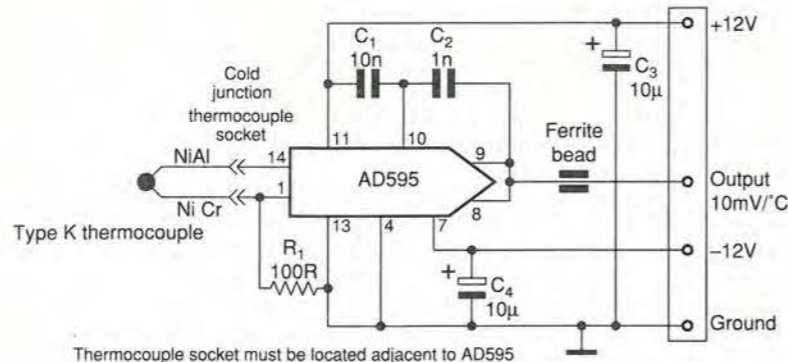 +12V
C1
10n
C2
1n
+
C3
10µ
Cold
junction
thermocouple
socket
11
10
Ferrite
bead
NiAl
14
9
AD595
Output
10mV/˚C
Ni Cr
1
8
13
4
7
Type K thermocouple
–12V
R1
100R
+
C4
10µ
Ground
Thermocouple socket must be located adjacent to AD595